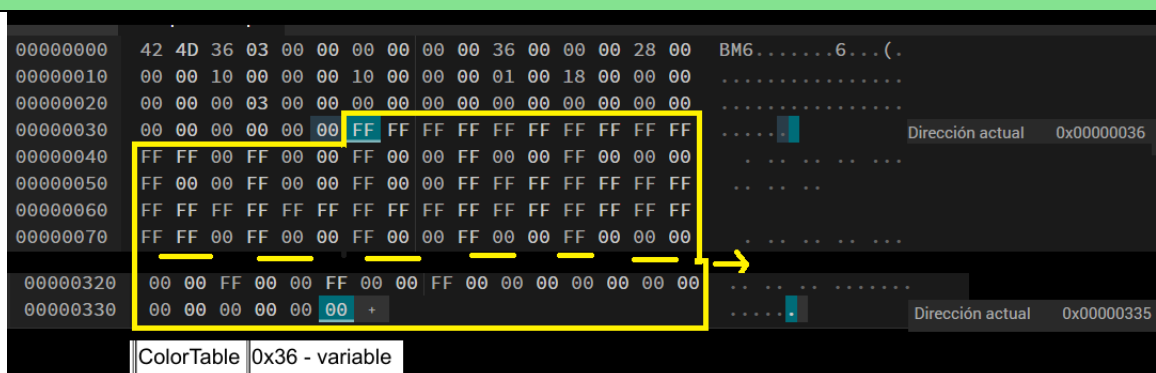 00000000 42 4D 36 03 00 00 00 00 00 00 36 00 00 00 28 00 BM6.......6...(.
00000010 00 00 10 00 00 00 10 00 00 00 01 00 18 00 00 00 ................
00000020 00 00 00 03 00 00 00 00 00 00 00 00 00 00 00 00 ................
00000030 00 00 00 00 00 00 FF FF FF FF FF FF FF FF FF FF ...... Dirección actual 0x00000036
00000040 FF FF 00 FF 00 00 FF 00 00 FF 00 00 FF 00 00 00 . .. .. .. ...
00000050 FF 00 00 FF 00 00 FF 00 00 FF FF FF FF FF FF FF .. .. ..
00000060 FF FF FF FF FF FF FF FF FF FF FF FF FF FF FF FF
00000070 FF FF 00 FF 00 00 FF 00 00 FF 00 00 FF 00 00 00 . .. .. .. ...
00000320 00 00 FF 00 00 FF 00 00 FF 00 00 00 00 00 00 00 .. .. .. .......
00000330 00 00 00 00 00 00 + ...... Dirección actual 0x00000335
ColorTable 0x36 - variable